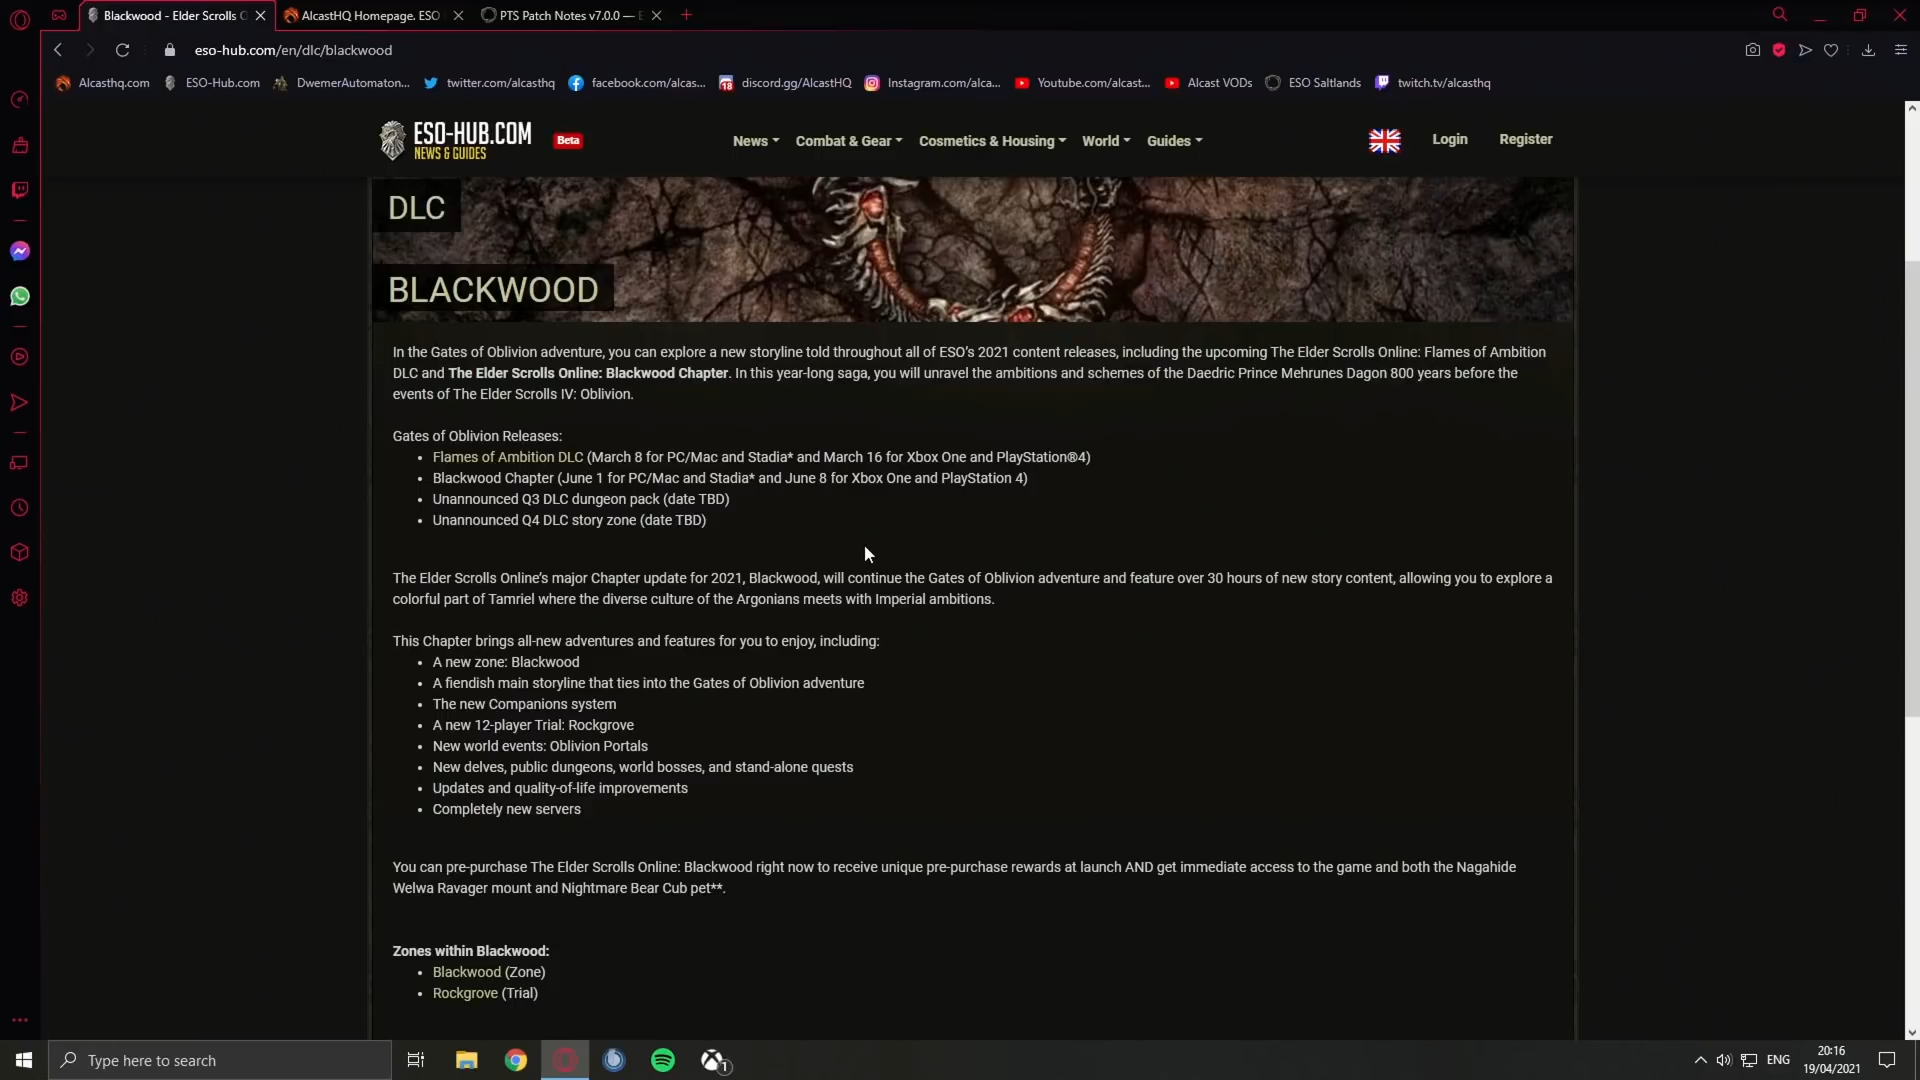 Blackwood - Elder Scrolls O
AlcastHQ Homepage. ESO
PTS Patch Notes v7.0.0 — E
eso-hub.com/en/dlc/blackwood
Alcasthq.com
ESO-Hub.com
DwemerAutomaton...
twitter.com/alcasthq
facebook.com/alcas...
18
discord.gg/AlcastHQ
Instagram.com/alca...
Youtube.com/alcast...
Alcast VODs
ESO Saltlands
twitch.tv/alcasthq
ESO-HUB.COM
NEWS & GUIDES
Beta
News
Combat & Gear
Cosmetics & Housing
World
Guides
Login
Register
DLC
BLACKWOOD
In the Gates of Oblivion adventure, you can explore a new storyline told throughout all of ESO's 2021 content releases, including the upcoming The Elder Scrolls Online: Flames of Ambition
DLC and The Elder Scrolls Online: Blackwood Chapter. In this year-long saga, you will unravel the ambitions and schemes of the Daedric Prince Mehrunes Dagon 800 years before the
events of The Elder Scrolls IV: Oblivion.
Gates of Oblivion Releases:
• Flames of Ambition DLC (March 8 for PC/Mac and Stadia* and March 16 for Xbox One and PlayStation®4)
• Blackwood Chapter (June 1 for PC/Mac and Stadia* and June 8 for Xbox One and PlayStation 4)
• Unannounced Q3 DLC dungeon pack (date TBD)
• Unannounced Q4 DLC story zone (date TBD)
The Elder Scrolls Online's major Chapter update for 2021, Blackwood, will continue the Gates of Oblivion adventure and feature over 30 hours of new story content, allowing you to explore a
colorful part of Tamriel where the diverse culture of the Argonians meets with Imperial ambitions.
This Chapter brings all-new adventures and features for you to enjoy, including:
• A new zone: Blackwood
• A fiendish main storyline that ties into the Gates of Oblivion adventure
• The new Companions system
• A new 12-player Trial: Rockgrove
• New world events: Oblivion Portals
• New delves, public dungeons, world bosses, and stand-alone quests
• Updates and quality-of-life improvements
• Completely new servers
You can pre-purchase The Elder Scrolls Online: Blackwood right now to receive unique pre-purchase rewards at launch AND get immediate access to the game and both the Nagahide
Welwa Ravager mount and Nightmare Bear Cub pet**.
Zones within Blackwood:
• Blackwood (Zone)
• Rockgrove (Trial)
Type here to search
1
ENG
20:16
19/04/2021